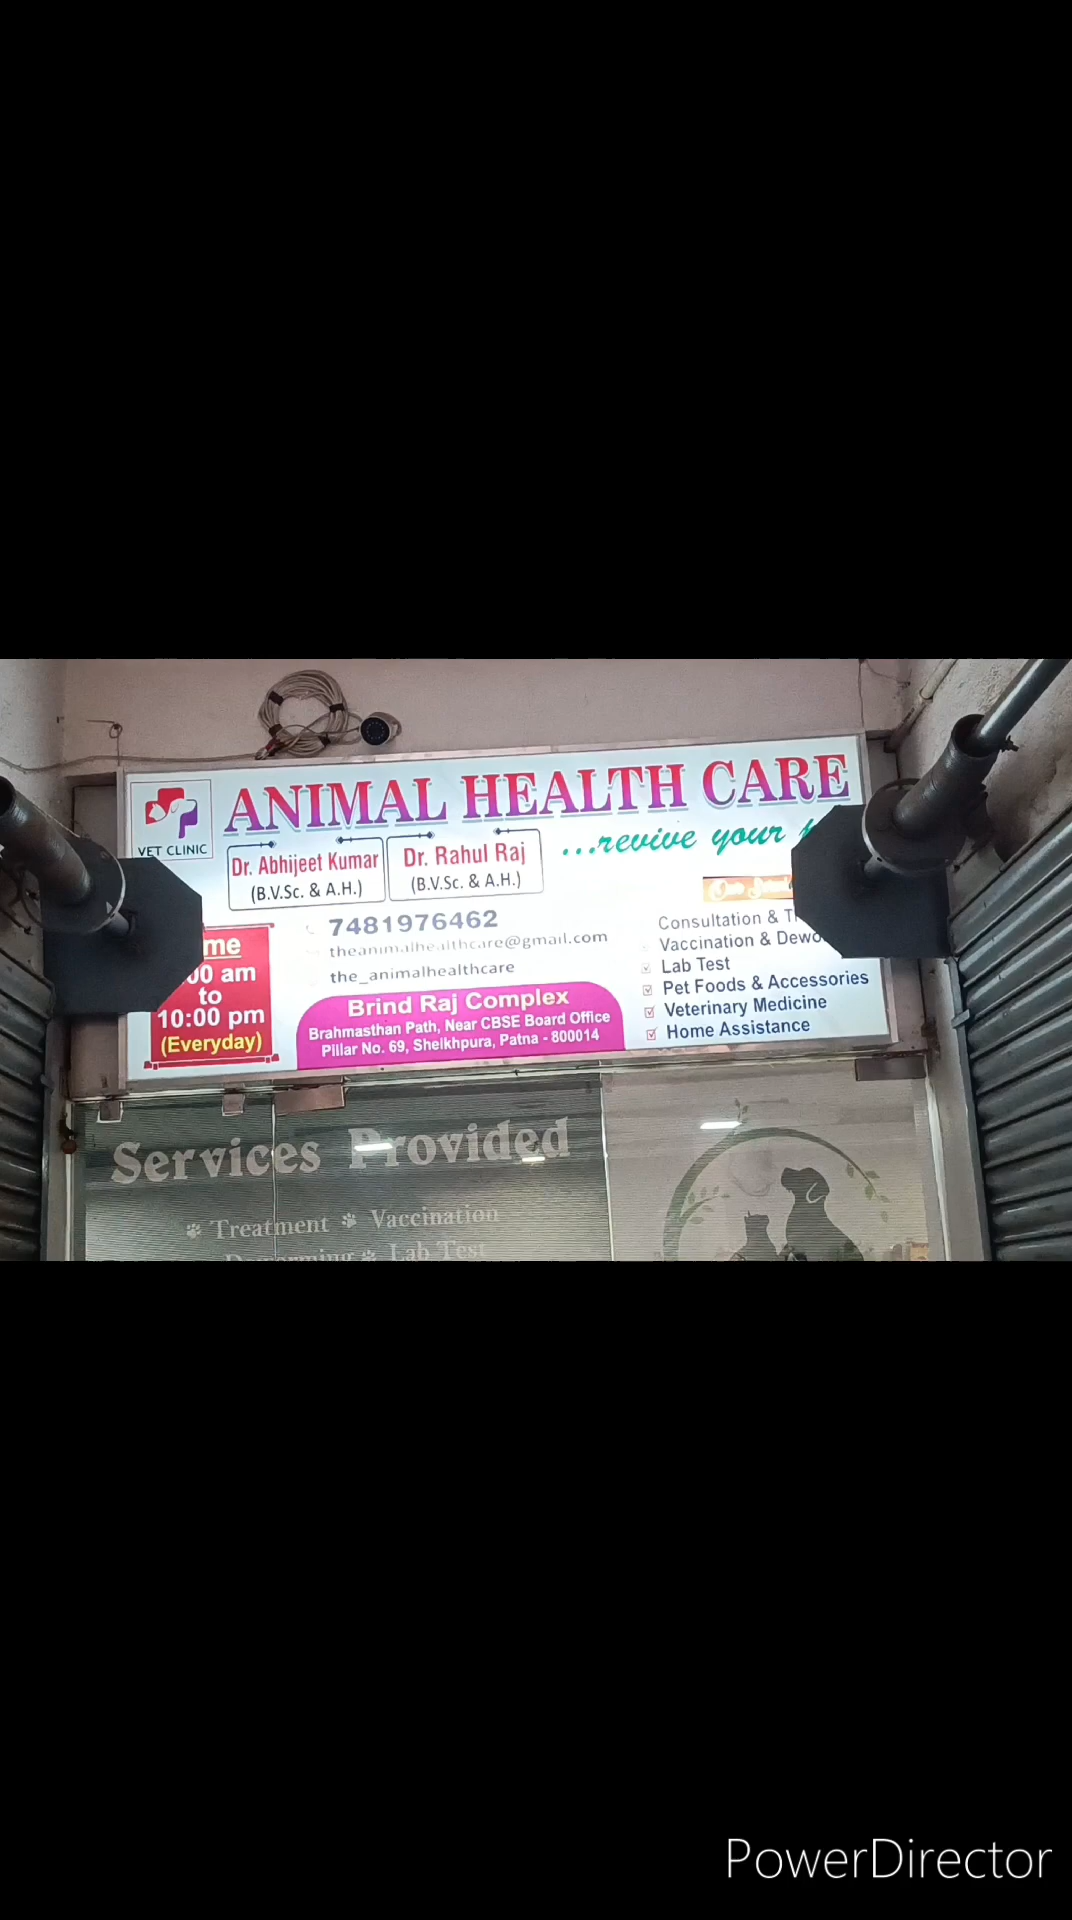 ANIMAL HEALTH CARE
VET CLINIC
...revive your
Dr. Abhijeet Kumar
(B.V.Sc. & A.H.)
Dr. Rahul Raj
(B.V.Sc. & A.H.)
7481976462
theanimalhealthcare@gmail.com
the_animalhealthcare
Brind Raj Complex
Brahmasthan Path, Near CBSE Board Office
Pillar No. 69, Sheikhpura, Patna - 800014
am
to
10:00 pm
(Everyday)
Our
Consultation &
Vaccination &
Lab Test
Pet Foods & Accessories
Veterinary Medicine
Home Assistance
Services Provided
Treatment Vaccination
Lab Test
PowerDirector